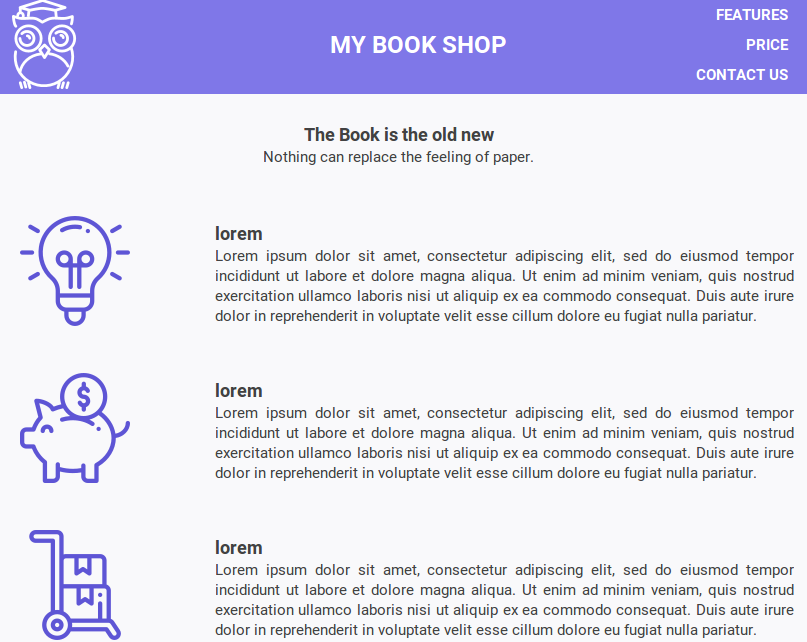 MY BOOK SHOP
FEATURES
PRICE
CONTACT US
The Book is the old new
Nothing can replace the feeling of paper.
lorem
Lorem ipsum dolor sit amet, consectetur adipiscing elit, sed do eiusmod tempor
incididunt ut labore et dolore magna aliqua. Ut enim ad minim veniam, quis nostrud
exercitation ullamco laboris nisi ut aliquip ex ea commodo consequat. Duis aute irure
dolor in reprehenderit in voluptate velit esse cillum dolore eu fugiat nulla pariatur.
$
lorem
Lorem ipsum dolor sit amet, consectetur adipiscing elit, sed do eiusmod tempor
incididunt ut labore et dolore magna aliqua. Ut enim ad minim veniam, quis nostrud
exercitation ullamco laboris nisi ut aliquip ex ea commodo consequat. Duis aute irure
dolor in reprehenderit in voluptate velit esse cillum dolore eu fugiat nulla pariatur.
lorem
Lorem ipsum dolor sit amet, consectetur adipiscing elit, sed do eiusmod tempor
incididunt ut labore et dolore magna aliqua. Ut enim ad minim veniam, quis nostrud
exercitation ullamco laboris nisi ut aliquip ex ea commodo consequat. Duis aute irure
dolor in reprehenderit in voluptate velit esse cillum dolore eu fugiat nulla pariatur.